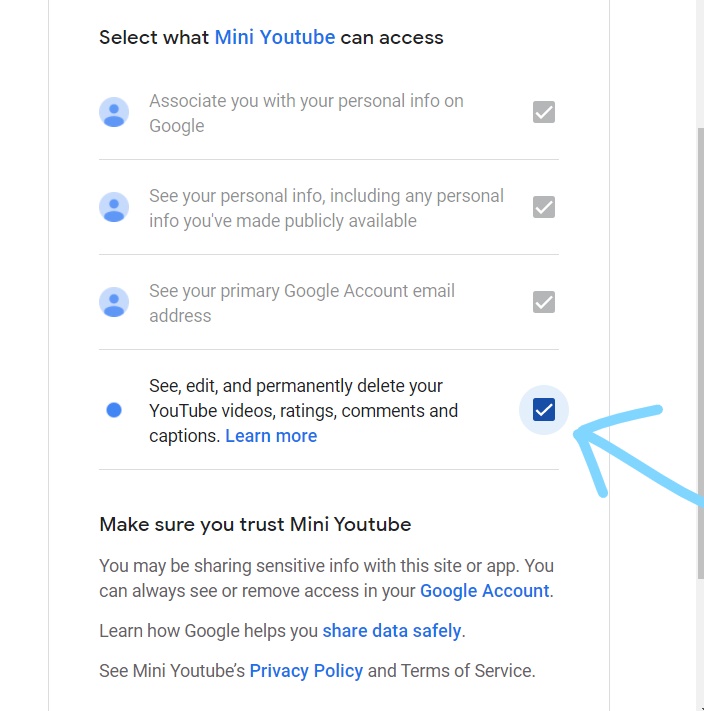 Select what Mini Youtube can access
Associate you with your personal info on
Google
See your personal info, including any personal
info you've made publicly available
See your primary Google Account email
address
See, edit, and permanently delete your
YouTube videos, ratings, comments and
captions. Learn more
Make sure you trust Mini Youtube
You may be sharing sensitive info with this site or app. You
can always see or remove access in your Google Account.
Learn how Google helps you share data safely.
See Mini Youtube’s Privacy Policy and Terms of Service.